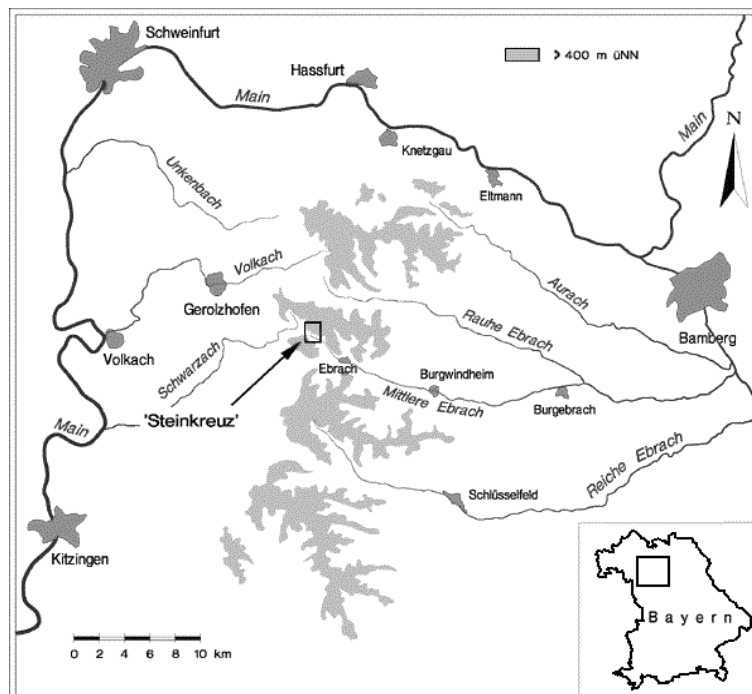 Schweinfurt
Hassfurt
> 400 m üNN
Main
Main
Knetzgau
N
Unkenbach
Eltmann
Volkach
Gerolzhofen
Aurach
Rauhe Ebrach
Bamberg
Volkach
Schwarzach
Ebrach
Burgwindheim
Mittlere Ebrach
Burgebrach
'Steinkreuz'
Main
Reiche Ebrach
Schlüsselfeld
Kitzingen
Bayern
0 2 4 6 8 10 km